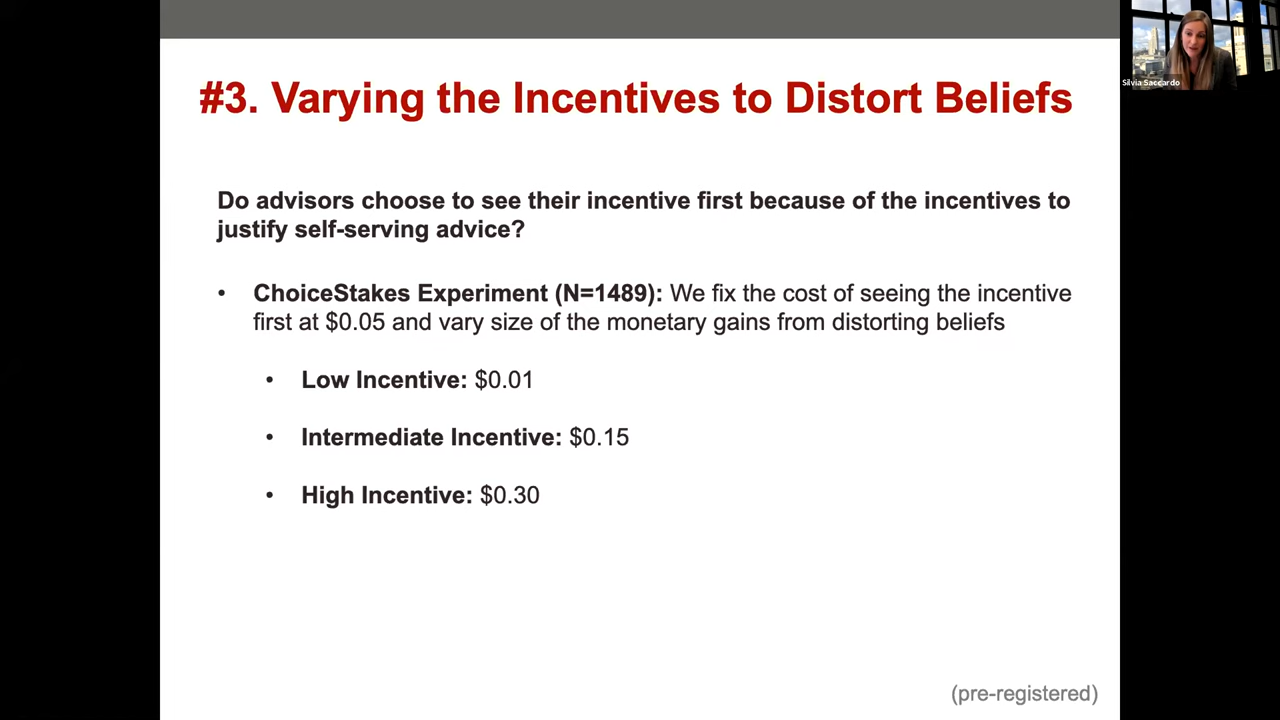 #3. Varying the Incentives to Distort Beliefs
Silvia Saccardo
Do advisors choose to see their incentive first because of the incentives to
justify self-serving advice?
• ChoiceStakes Experiment (N=1489): We fix the cost of seeing the incentive
first at $0.05 and vary size of the monetary gains from distorting beliefs
• Low Incentive: $0.01
• Intermediate Incentive: $0.15
• High Incentive: $0.30
(pre-registered)